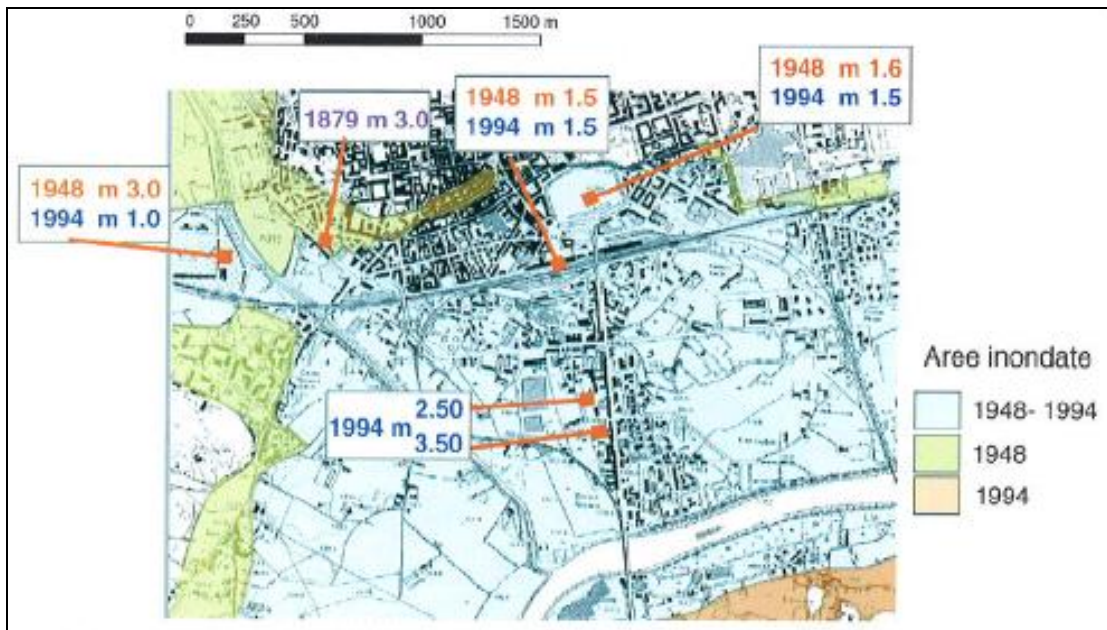 0 250 500 1000 1500 m
1948 m 1.6
1994 m 1.5
1948 m 1.5
1994 m 1.5
1879 m 3.0
1948 m 3.0
1994 m 1.0
1994 m 2.50
3.50
Aree inondate
1948- 1994
1948
1994